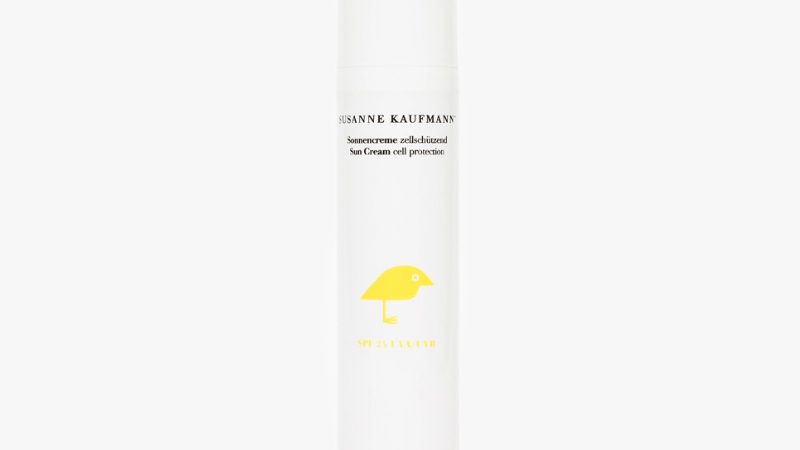 SUSANNE KAUFMANN™
Sonnencreme zellschützend
Sun Cream cell protection
SPF 25 UVA/UVB